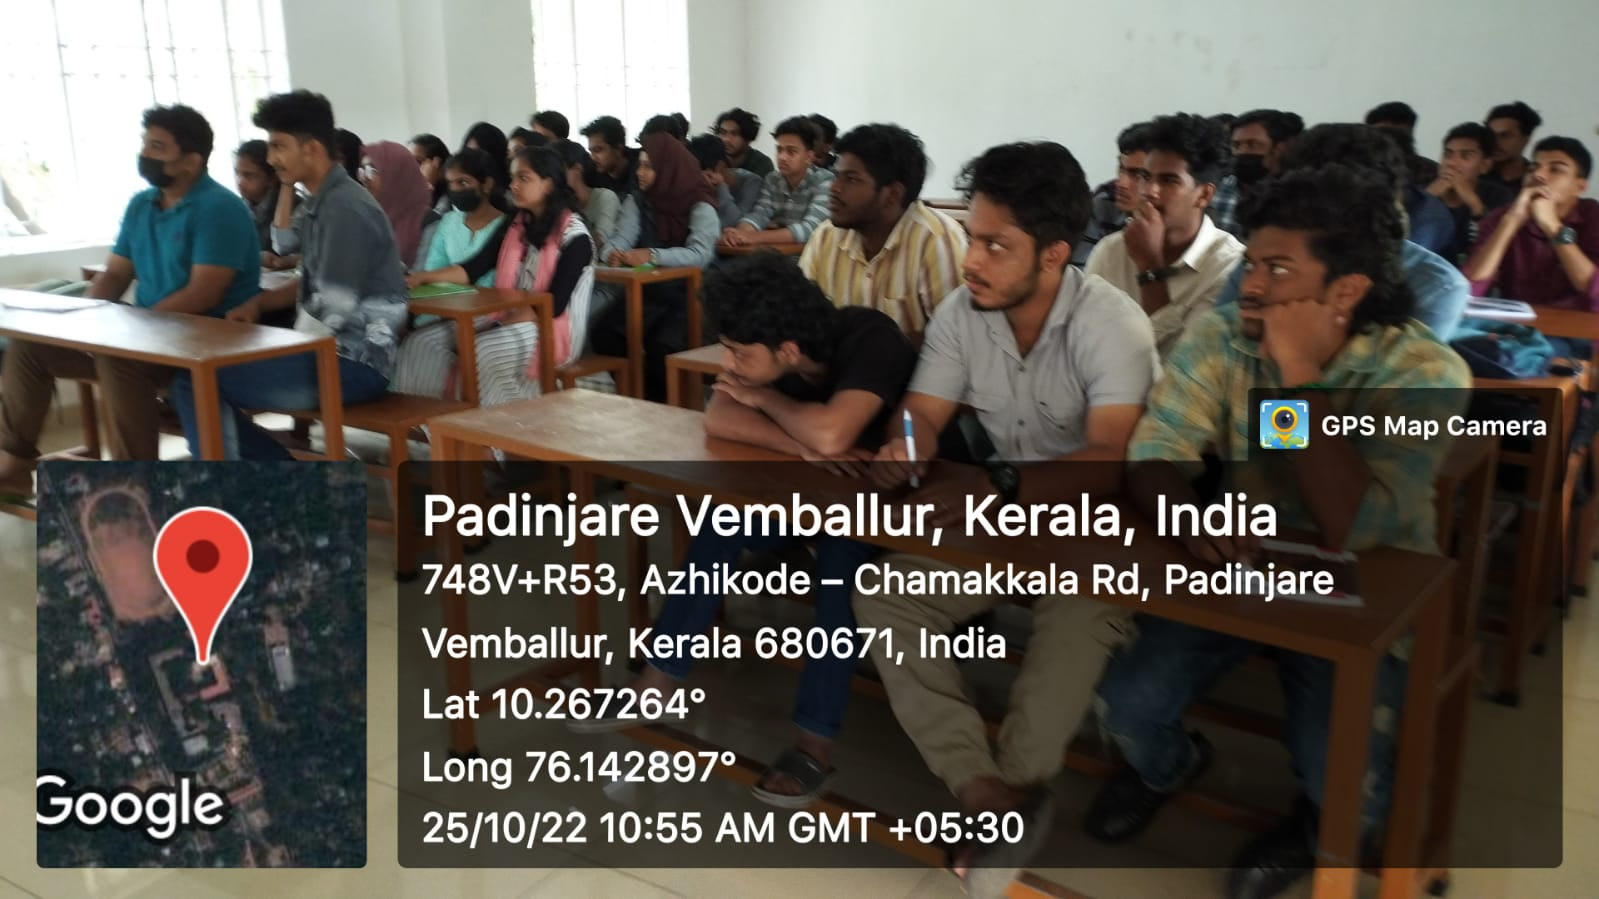 GPS Map Camera
Padinjare Vemballur, Kerala, India
748V+R53, Azhikode – Chamakkala Rd, Padinjare
Vemballur, Kerala 680671, India
Lat 10.267264°
Long 76.142897°
25/10/22 10:55 AM GMT +05:30
Google